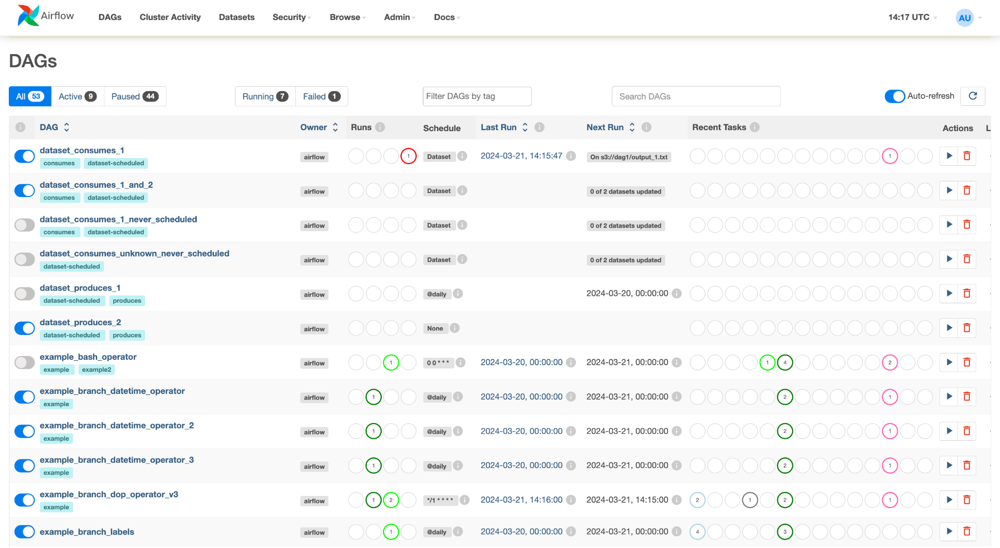 Airflow DAGs Cluster Activity Datasets Security Browse Admin Docs 14:17 UTC AU
DAGs
All 53 Active 9 Paused 44 Running 7 Failed 1 Filter DAGs by tag Search DAGs Auto-refresh
DAG Owner Runs Schedule Last Run Next Run Recent Tasks Actions L
dataset_consumes_1
consumes dataset-scheduled airflow 1 Dataset 2024-03-21, 14:15:47 On s3://dag1/output_1.txt 1
dataset_consumes_1_and_2
consumes dataset-scheduled airflow Dataset 0 of 2 datasets updated
dataset_consumes_1_never_scheduled
consumes dataset-scheduled airflow Dataset 0 of 2 datasets updated
dataset_consumes_unknown_never_scheduled
dataset-scheduled airflow Dataset 0 of 2 datasets updated
dataset_produces_1
dataset-scheduled produces airflow @daily 2024-03-20, 00:00:00
dataset_produces_2
dataset-scheduled produces airflow None
example_bash_operator
example example2 airflow 1 0 0 * * * 2024-03-20, 00:00:00 2024-03-21, 00:00:00 1 4 2
example_branch_datetime_operator
example airflow 1 @daily 2024-03-20, 00:00:00 2024-03-21, 00:00:00 2 1
example_branch_datetime_operator_2
example airflow 1 @daily 2024-03-20, 00:00:00 2024-03-21, 00:00:00 2 1
example_branch_datetime_operator_3
example airflow 1 @daily 2024-03-20, 00:00:00 2024-03-21, 00:00:00 2 1
example_branch_dop_operator_v3
example airflow 1 2 */1 * * * * 2024-03-21, 14:16:00 2024-03-21, 14:15:00 2 1 2 1
example_branch_labels airflow 1 @daily 2024-03-20, 00:00:00 2024-03-21, 00:00:00 4 3